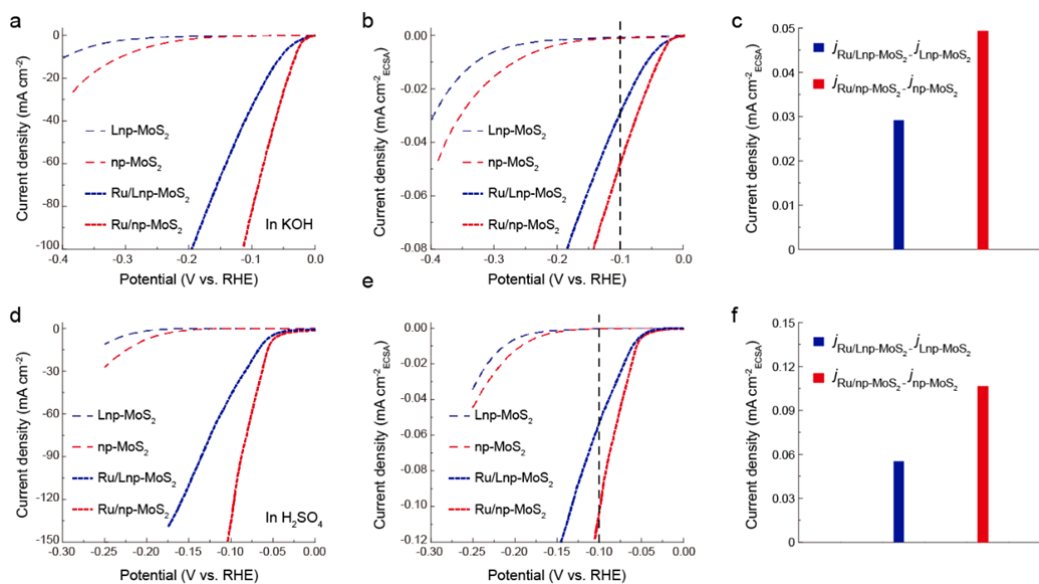 a
Current density (mA cm⁻²)
0
-20
-40
-60
-80
-100
Lnp-MoS₂
np-MoS₂
Ru/Lnp-MoS₂
Ru/np-MoS₂
In KOH
-0.4
-0.3
-0.2
-0.1
0.0
Potential (V vs. RHE)
b
Current density (mA cm⁻²ECSA)
0.00
-0.02
-0.04
-0.06
-0.08
Lnp-MoS₂
np-MoS₂
Ru/Lnp-MoS₂
Ru/np-MoS₂
-0.4
-0.3
-0.2
-0.1
0.0
Potential (V vs. RHE)
c
Current density (mA cm⁻²ECSA)
0.05
0.05
0.03
0.02
0.01
0
jRu/Lnp-MoS₂-jLnp-MoS₂
jRu/np-MoS₂-jnp-MoS₂
d
Current density (mA cm⁻²)
0
-30
-60
-90
-120
-150
Lnp-MoS₂
np-MoS₂
Ru/Lnp-MoS₂
Ru/np-MoS₂
In H₂SO₄
-0.30
-0.25
-0.20
-0.15
-0.10
-0.05
0.00
Potential (V vs. RHE)
e
Current density (mA cm⁻²ECSA)
0.00
-0.02
-0.04
-0.06
-0.08
-0.10
-0.12
Lnp-MoS₂
np-MoS₂
Ru/Lnp-MoS₂
Ru/np-MoS₂
-0.30
-0.25
-0.20
-0.15
-0.10
-0.05
0.00
Potential (V vs. RHE)
f
Current density (mA cm⁻²ECSA)
0.15
0.12
0.09
0.06
0.03
0
jRu/Lnp-MoS₂-jLnp-MoS₂
jRu/np-MoS₂-jnp-MoS₂